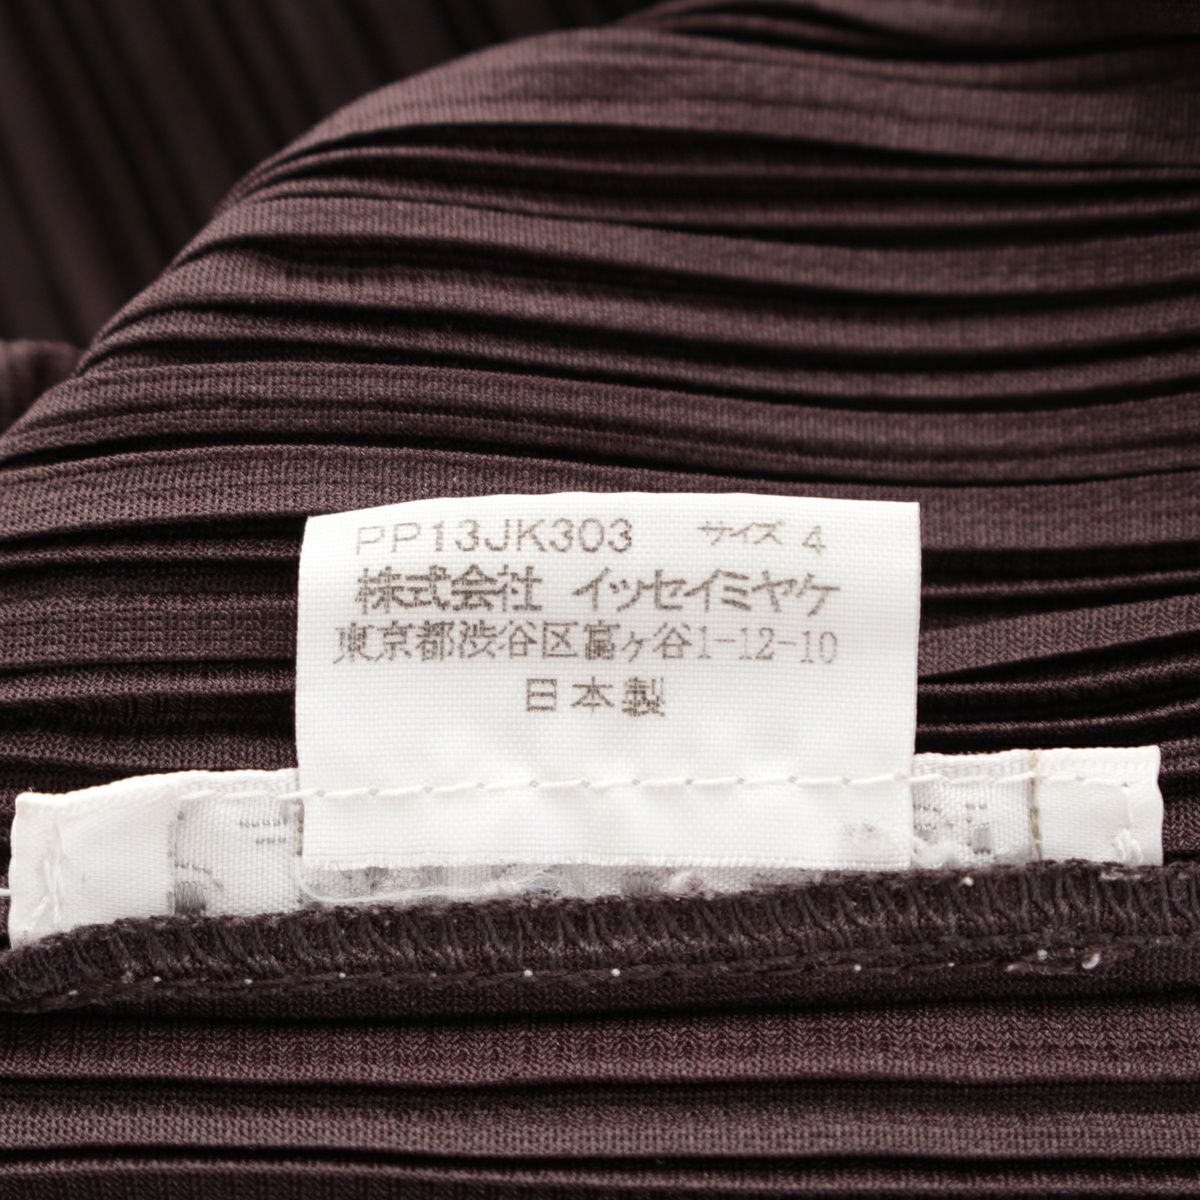 PP13JK303 サイズ 4
株式会社 イッセイミヤケ
東京都渋谷区富ヶ谷1-12-10
日本製